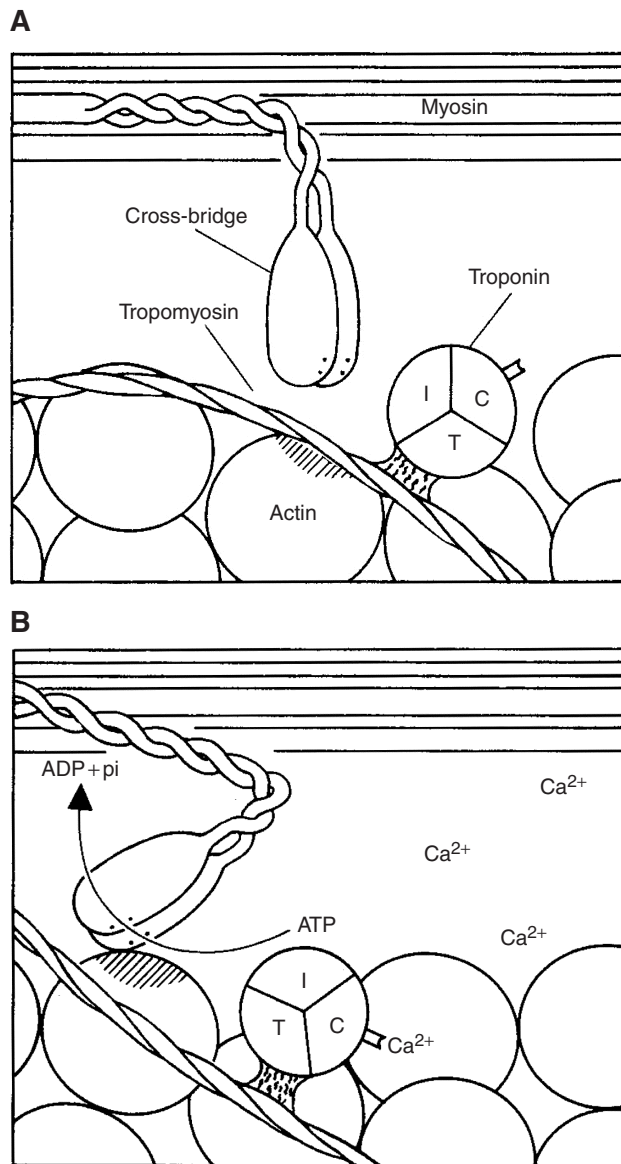 A
Myosin
Cross-bridge
Troponin
Tropomyosin
I C
T
Actin
B
ADP+pi
Ca²⁺
Ca²⁺
ATP
Ca²⁺
I
T C
Ca²⁺